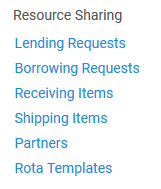 Resource Sharing
Lending Requests
Borrowing Requests
Receiving Items
Shipping Items
Partners
Rota Templates